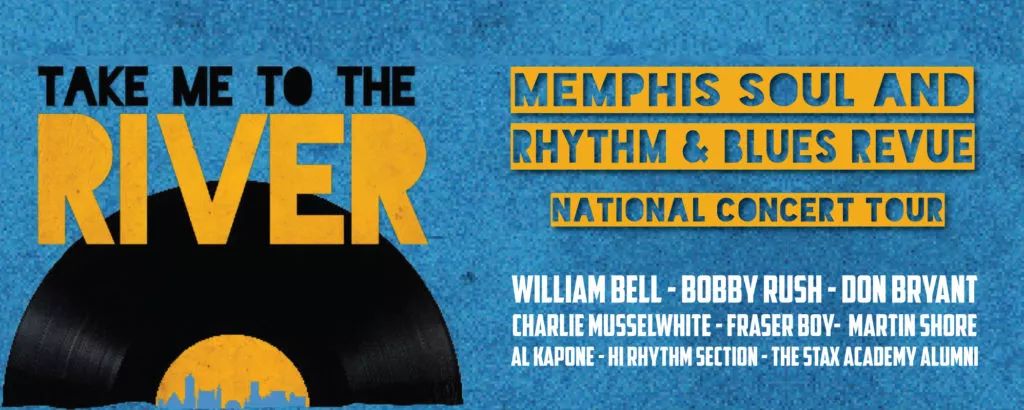 TAKE ME TO THE
RIVER
MEMPHIS SOUL AND
RHYTHM & BLUES REVUE
NATIONAL CONCERT TOUR
WILLIAM BELL - BOBBY RUSH - DON BRYANT
CHARLIE MUSSELWHITE - FRASER BOY- MARTIN SHORE
AL KAPONE - HI RHYTHM SECTION - THE STAX ACADEMY ALUMNI